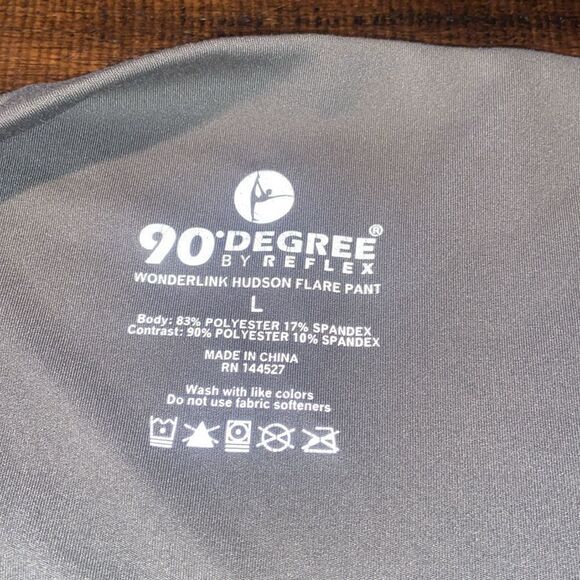 90°DEGREE®
BY REFLEX
WONDERLINK HUDSON FLARE PANT
L
Body: 83% POLYESTER 17% SPANDEX
Contrast: 90% POLYESTER 10% SPANDEX
MADE IN CHINA
RN 144527
Wash with like colors
Do not use fabric softeners